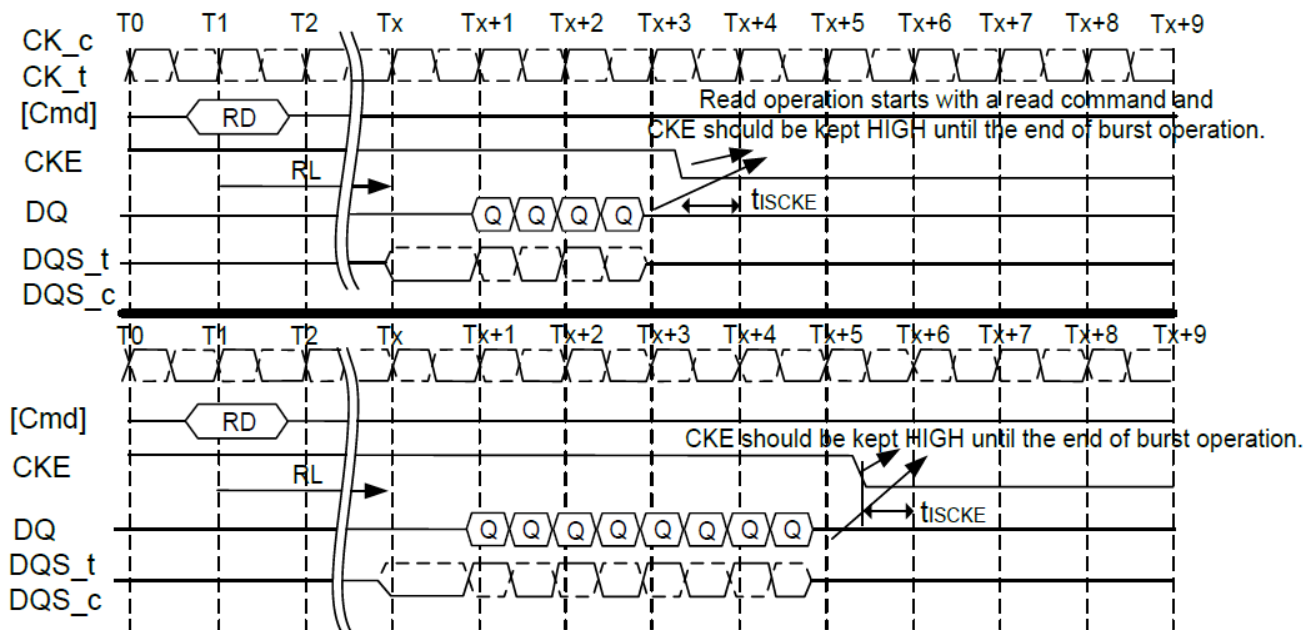 T0 T1 T2 Tx Tx+1 Tx+2 Tx+3 Tx+4 Tx+5 Tx+6 Tx+7 Tx+8 Tx+9
CK_c
CK_t
[Cmd] RD
Read operation starts with a read command and
CKE should be kept HIGH until the end of burst operation.
CKE
RL
tISCKE
DQ Q Q Q Q
DQS_t
DQS_c
T0 T1 T2 Tx Tx+1 Tx+2 Tx+3 Tx+4 Tx+5 Tx+6 Tx+7 Tx+8 Tx+9
[Cmd] RD
CKE should be kept HIGH until the end of burst operation.
CKE
RL
tISCKE
DQ Q Q Q Q Q Q Q Q
DQS_t
DQS_c